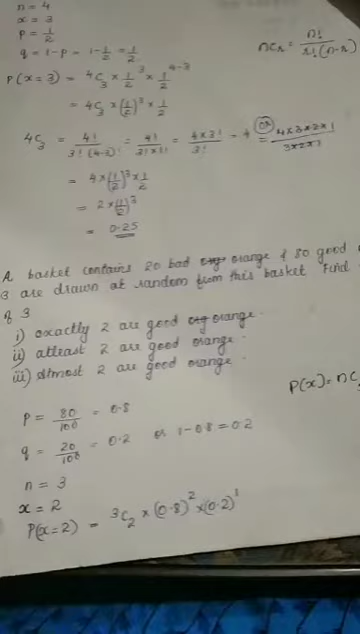 n = 4
x = 3
p = 1/2
q = 1-p = 1-1/2 = 1/2
nCr = n!/r!(n-r)
P(x=3) = 4C3 × 1/2^3 × 1/2^4-3
= 4C3 × (1/2)^3 × 1/2
4C3 = 4!/3!(4-3)! = 4!/3!×1! = 4×3!/3! = 4 (or) = 4×3×2×1/3×2×1
= 4×(1/2)^3×1/2
= 2×(1/2)^3
= 0.25
A basket contains 20 bad orange & 80 good
3 are drawn at random from this basket Find
of 3
i) exactly 2 are good orange.
ii) atleast 2 are good orange.
iii) Atmost 2 are good orange.
p = 80/100 = 0.8
P(x) = nC
q = 20/100 = 0.2 or 1-0.8 = 0.2
n = 3
x = 2
P(x=2) = 3C2 × (0.8)^2 × (0.2)^1